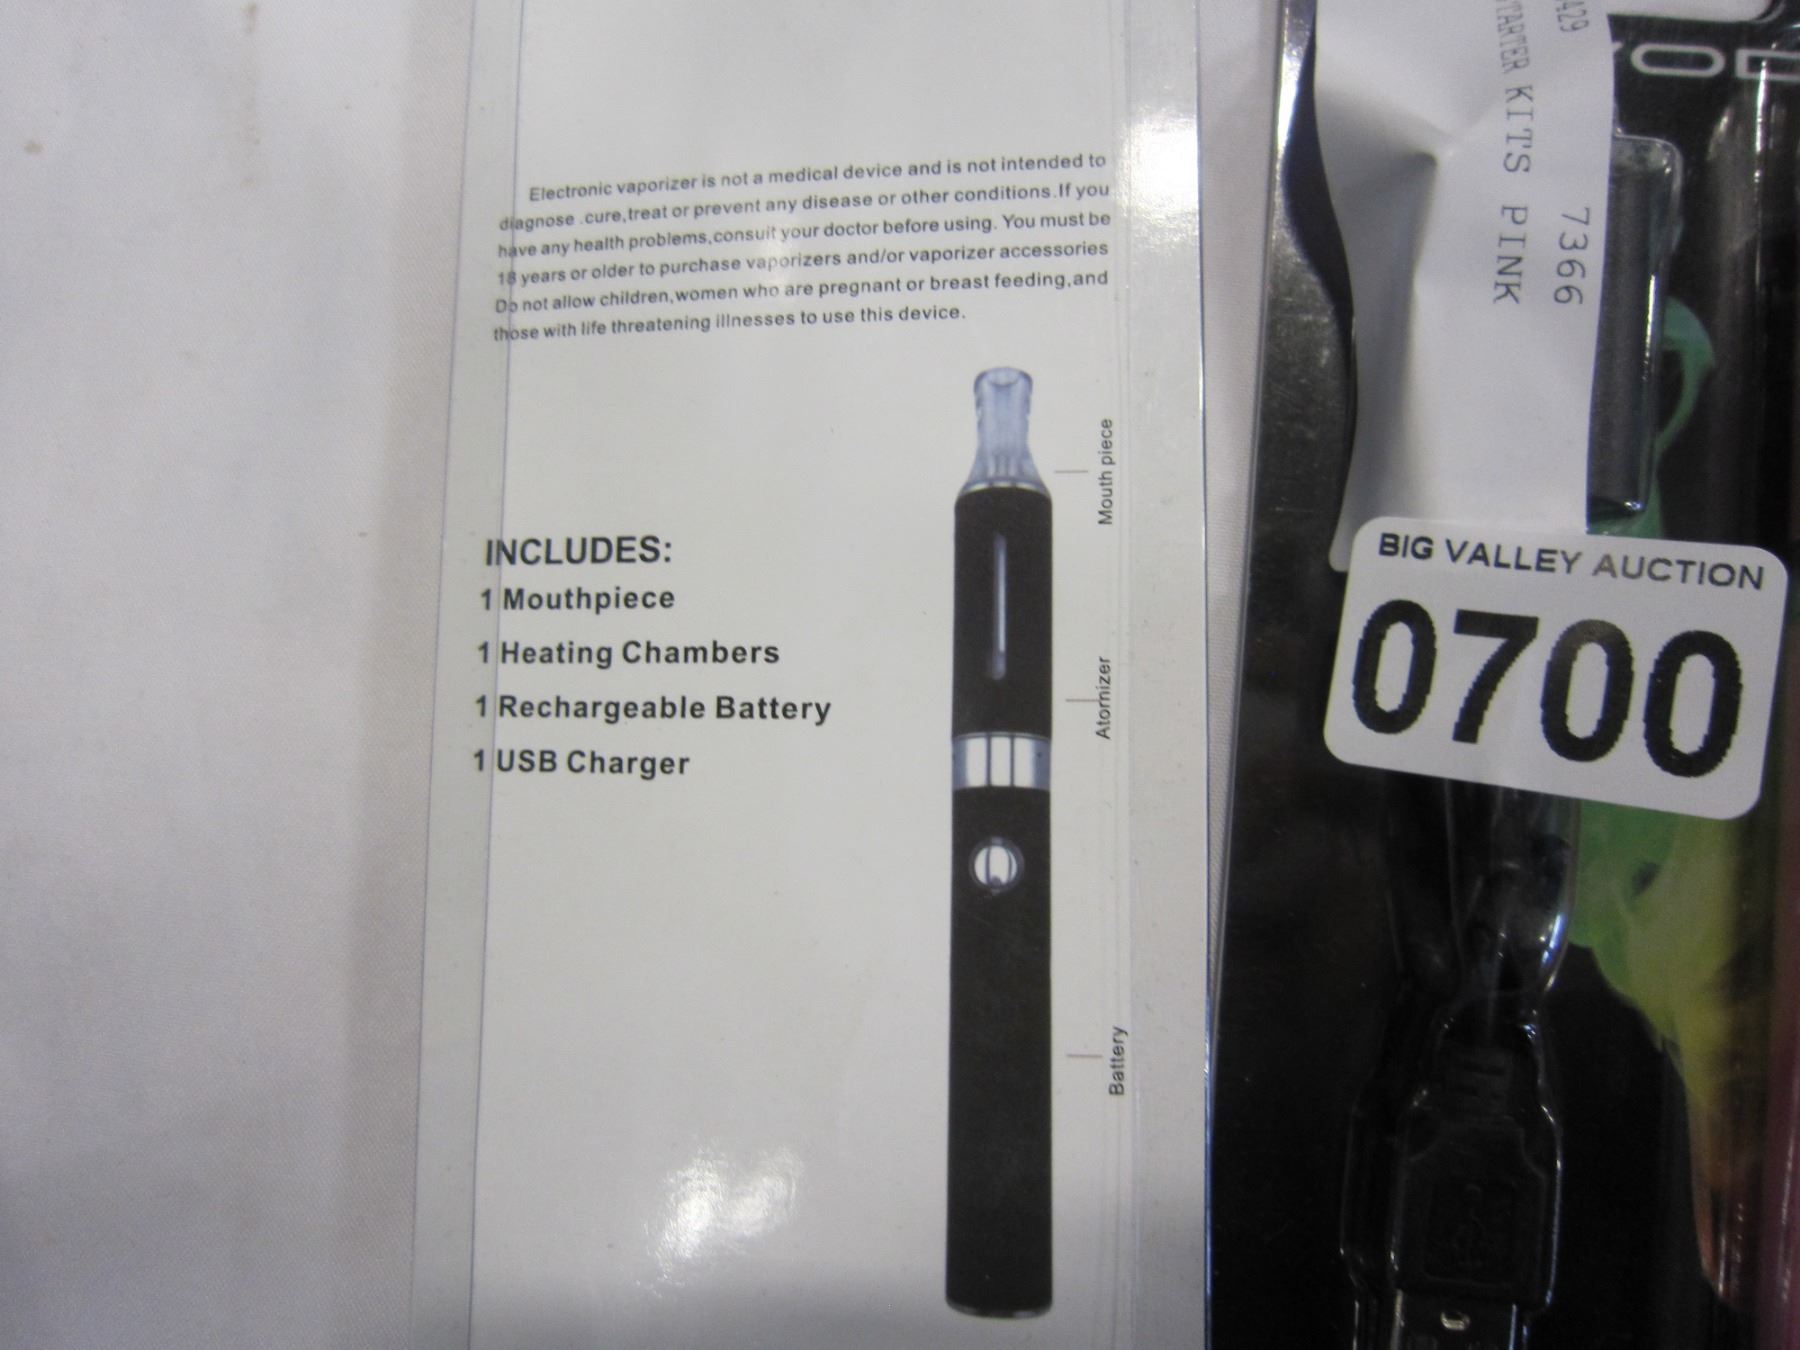 Electronic vaporizer is not a medical device and is not intended to
diagnose .cure,treat or prevent any disease or other conditions.If you
have any health problems,consuit your doctor before using. You must be
18 years or older to purchase vaporizers and/or vaporizer accessories
Do not allow children,women who are pregnant or breast feeding,and
those with life threatening illnesses to use this device.
INCLUDES:
1 Mouthpiece
1 Heating Chambers
1 Rechargeable Battery
1 USB Charger
Mouth piece
Atomizer
Battery
7366
KITS PINK
BIG VALLEY AUCTION
0700